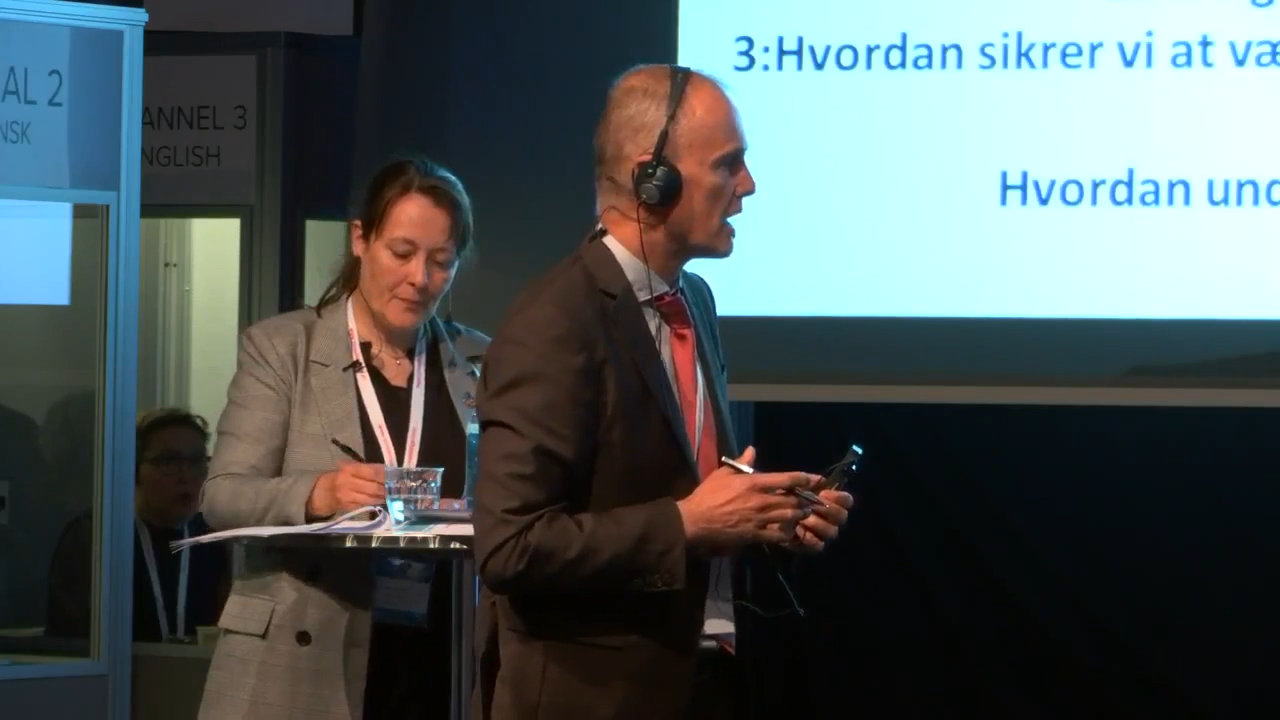 AL 2
NSK
ANNEL 3
NGLISH
3:Hvordan sikrer vi at væ
Hvordan und